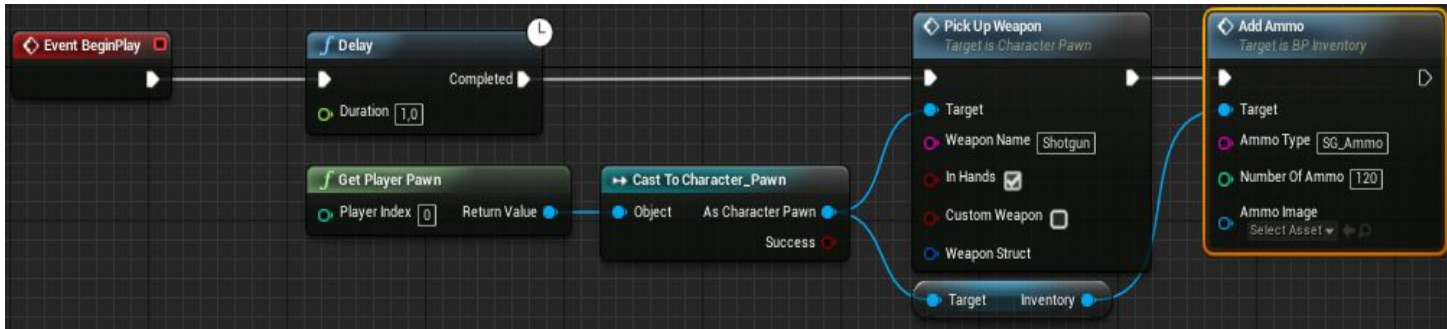 Event BeginPlay
Delay
Completed
Duration 1,0
Get Player Pawn
Player Index 0 Return Value
Cast To Character_Pawn
Object As Character Pawn
Success
Pick Up Weapon
Target is Character Pawn
Target
Weapon Name Shotgun
In Hands
Custom Weapon
Weapon Struct
Target Inventory
Add Ammo
Target is BP Inventory
Target
Ammo Type SG_Ammo
Number Of Ammo 120
Ammo Image
Select Asset